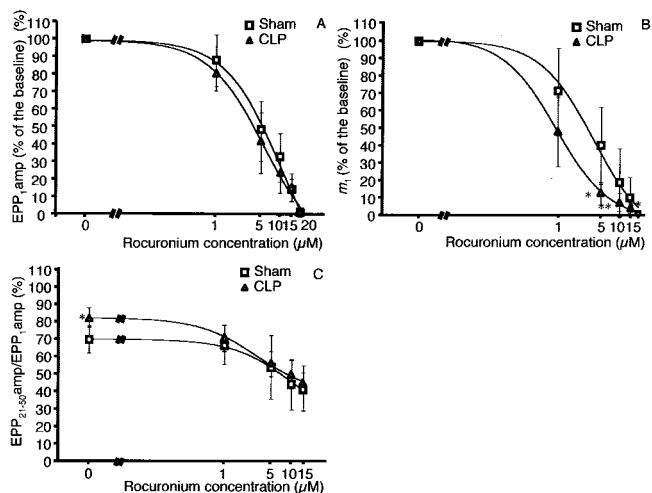 A
EPP1amp (% of the baseline) (%)
Sham
CLP
110
100
90
80
70
60
50
40
30
20
10
0
0 1 5 10 15 20
Rocuronium concentration (µM)
B
m1 (% of the baseline) (%)
Sham
CLP
110
100
90
80
70
60
50
40
30
20
10
0
* * * *
0 1 5 10 15
Rocuronium concentration (µM)
C
EPP21-50amp/EPP1amp (%)
Sham
CLP
110
100
90
80
70
60
50
40
30
20
10
0
*
0 1 5 10 15
Rocuronium concentration (µM)